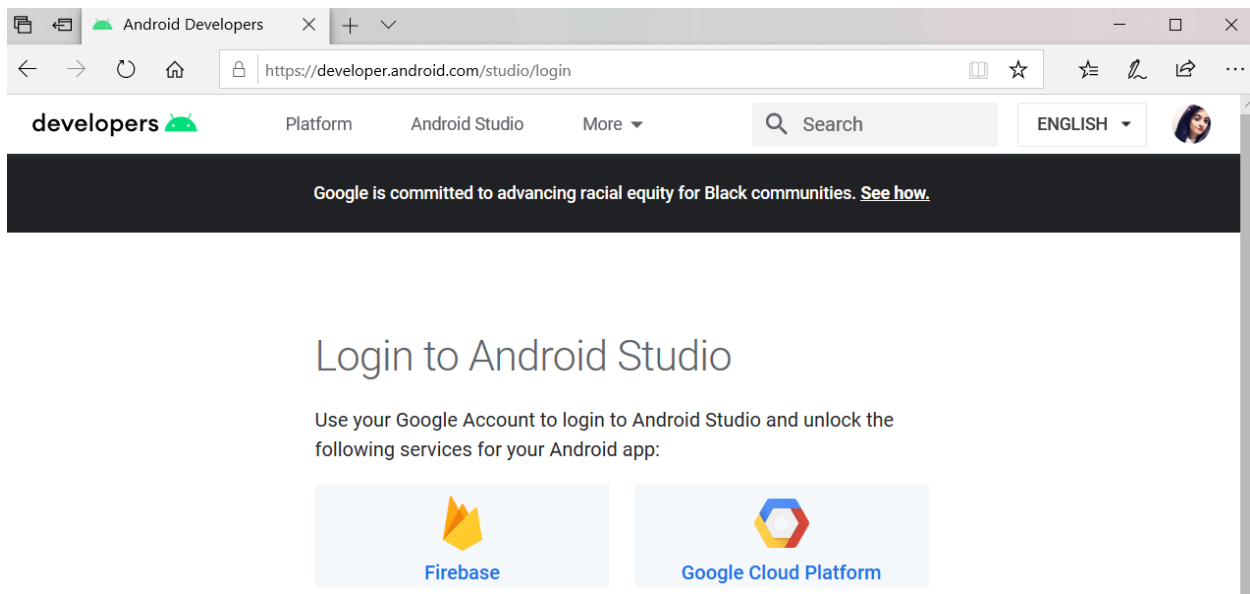 Android Developers
https://developer.android.com/studio/login
developers Platform Android Studio More Search ENGLISH
Google is committed to advancing racial equity for Black communities. See how.
Login to Android Studio
Use your Google Account to login to Android Studio and unlock the
following services for your Android app:
Firebase Google Cloud Platform